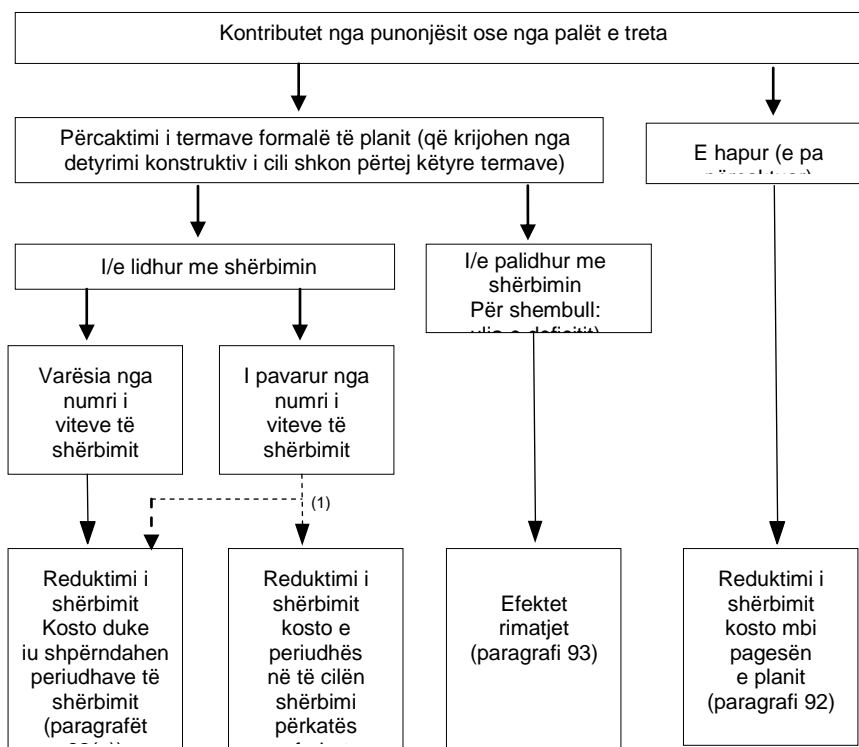 Kontributet nga punonjësit ose nga palët e treta
Përcaktimi i termave formalë të planit (që krijohen nga
detyrimi konstruktiv i cili shkon përtej këtyre termave)
E hapur (e pa
I/e lidhur me shërbimin
I/e palidhur me
shërbimin
Për shembull:
ulja e deficitit)
Varësia nga
numri i
viteve të
shërbimit
I pavarur nga
numri i
viteve të
shërbimit
(1)
Reduktimi i
shërbimit
Kosto duke
iu shpërndahen
periudhave të
shërbimit
(paragrafët
Reduktimi i
shërbimit
kosto e
periudhës
në të cilën
shërbimi
përkatës
Efektet
rimatjet
(paragrafi 93)
Reduktimi i
shërbimit
kosto mbi
pagesën
e planit
(paragrafi 92)